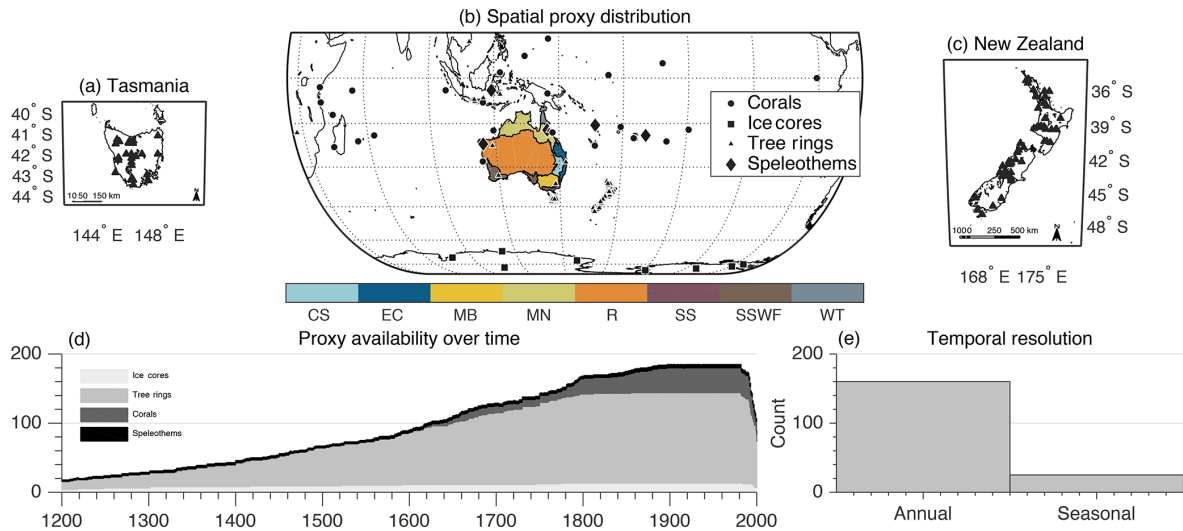 (b) Spatial proxy distribution
(c) New Zealand
(a) Tasmania
40° S
41° S
42° S
43° S
44° S
10 50 150 km
N
144° E 148° E
Corals
Ice cores
Tree rings
Speleothems
36° S
39° S
42° S
45° S
48° S
1000 250 500 km
N
168° E 175° E
CS EC MB MN R SS SSWF WT
(d) Proxy availability over time
200
100
0
Ice cores
Tree rings
Corals
Speleothems
1200 1300 1400 1500 1600 1700 1800 1900 2000
(e) Temporal resolution
Count
200
100
0
Annual Seasonal